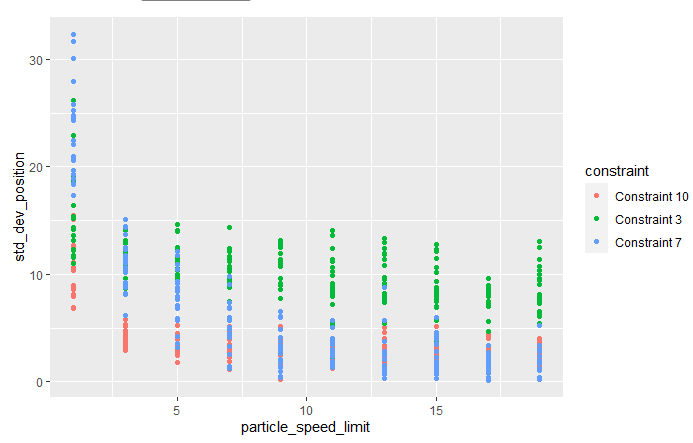 30
20
10
0
std_dev_position
5
10
15
particle_speed_limit
constraint
Constraint 10
Constraint 3
Constraint 7